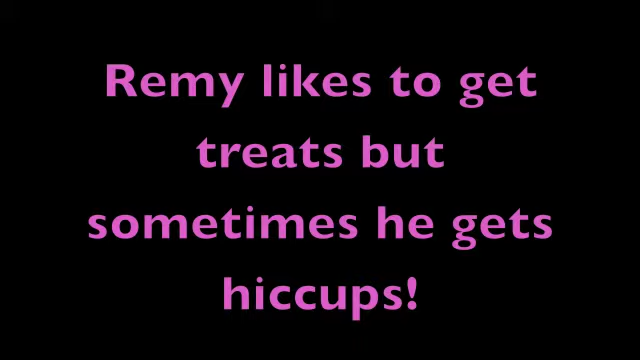 Remy likes to get
treats but
sometimes he gets
hiccups!